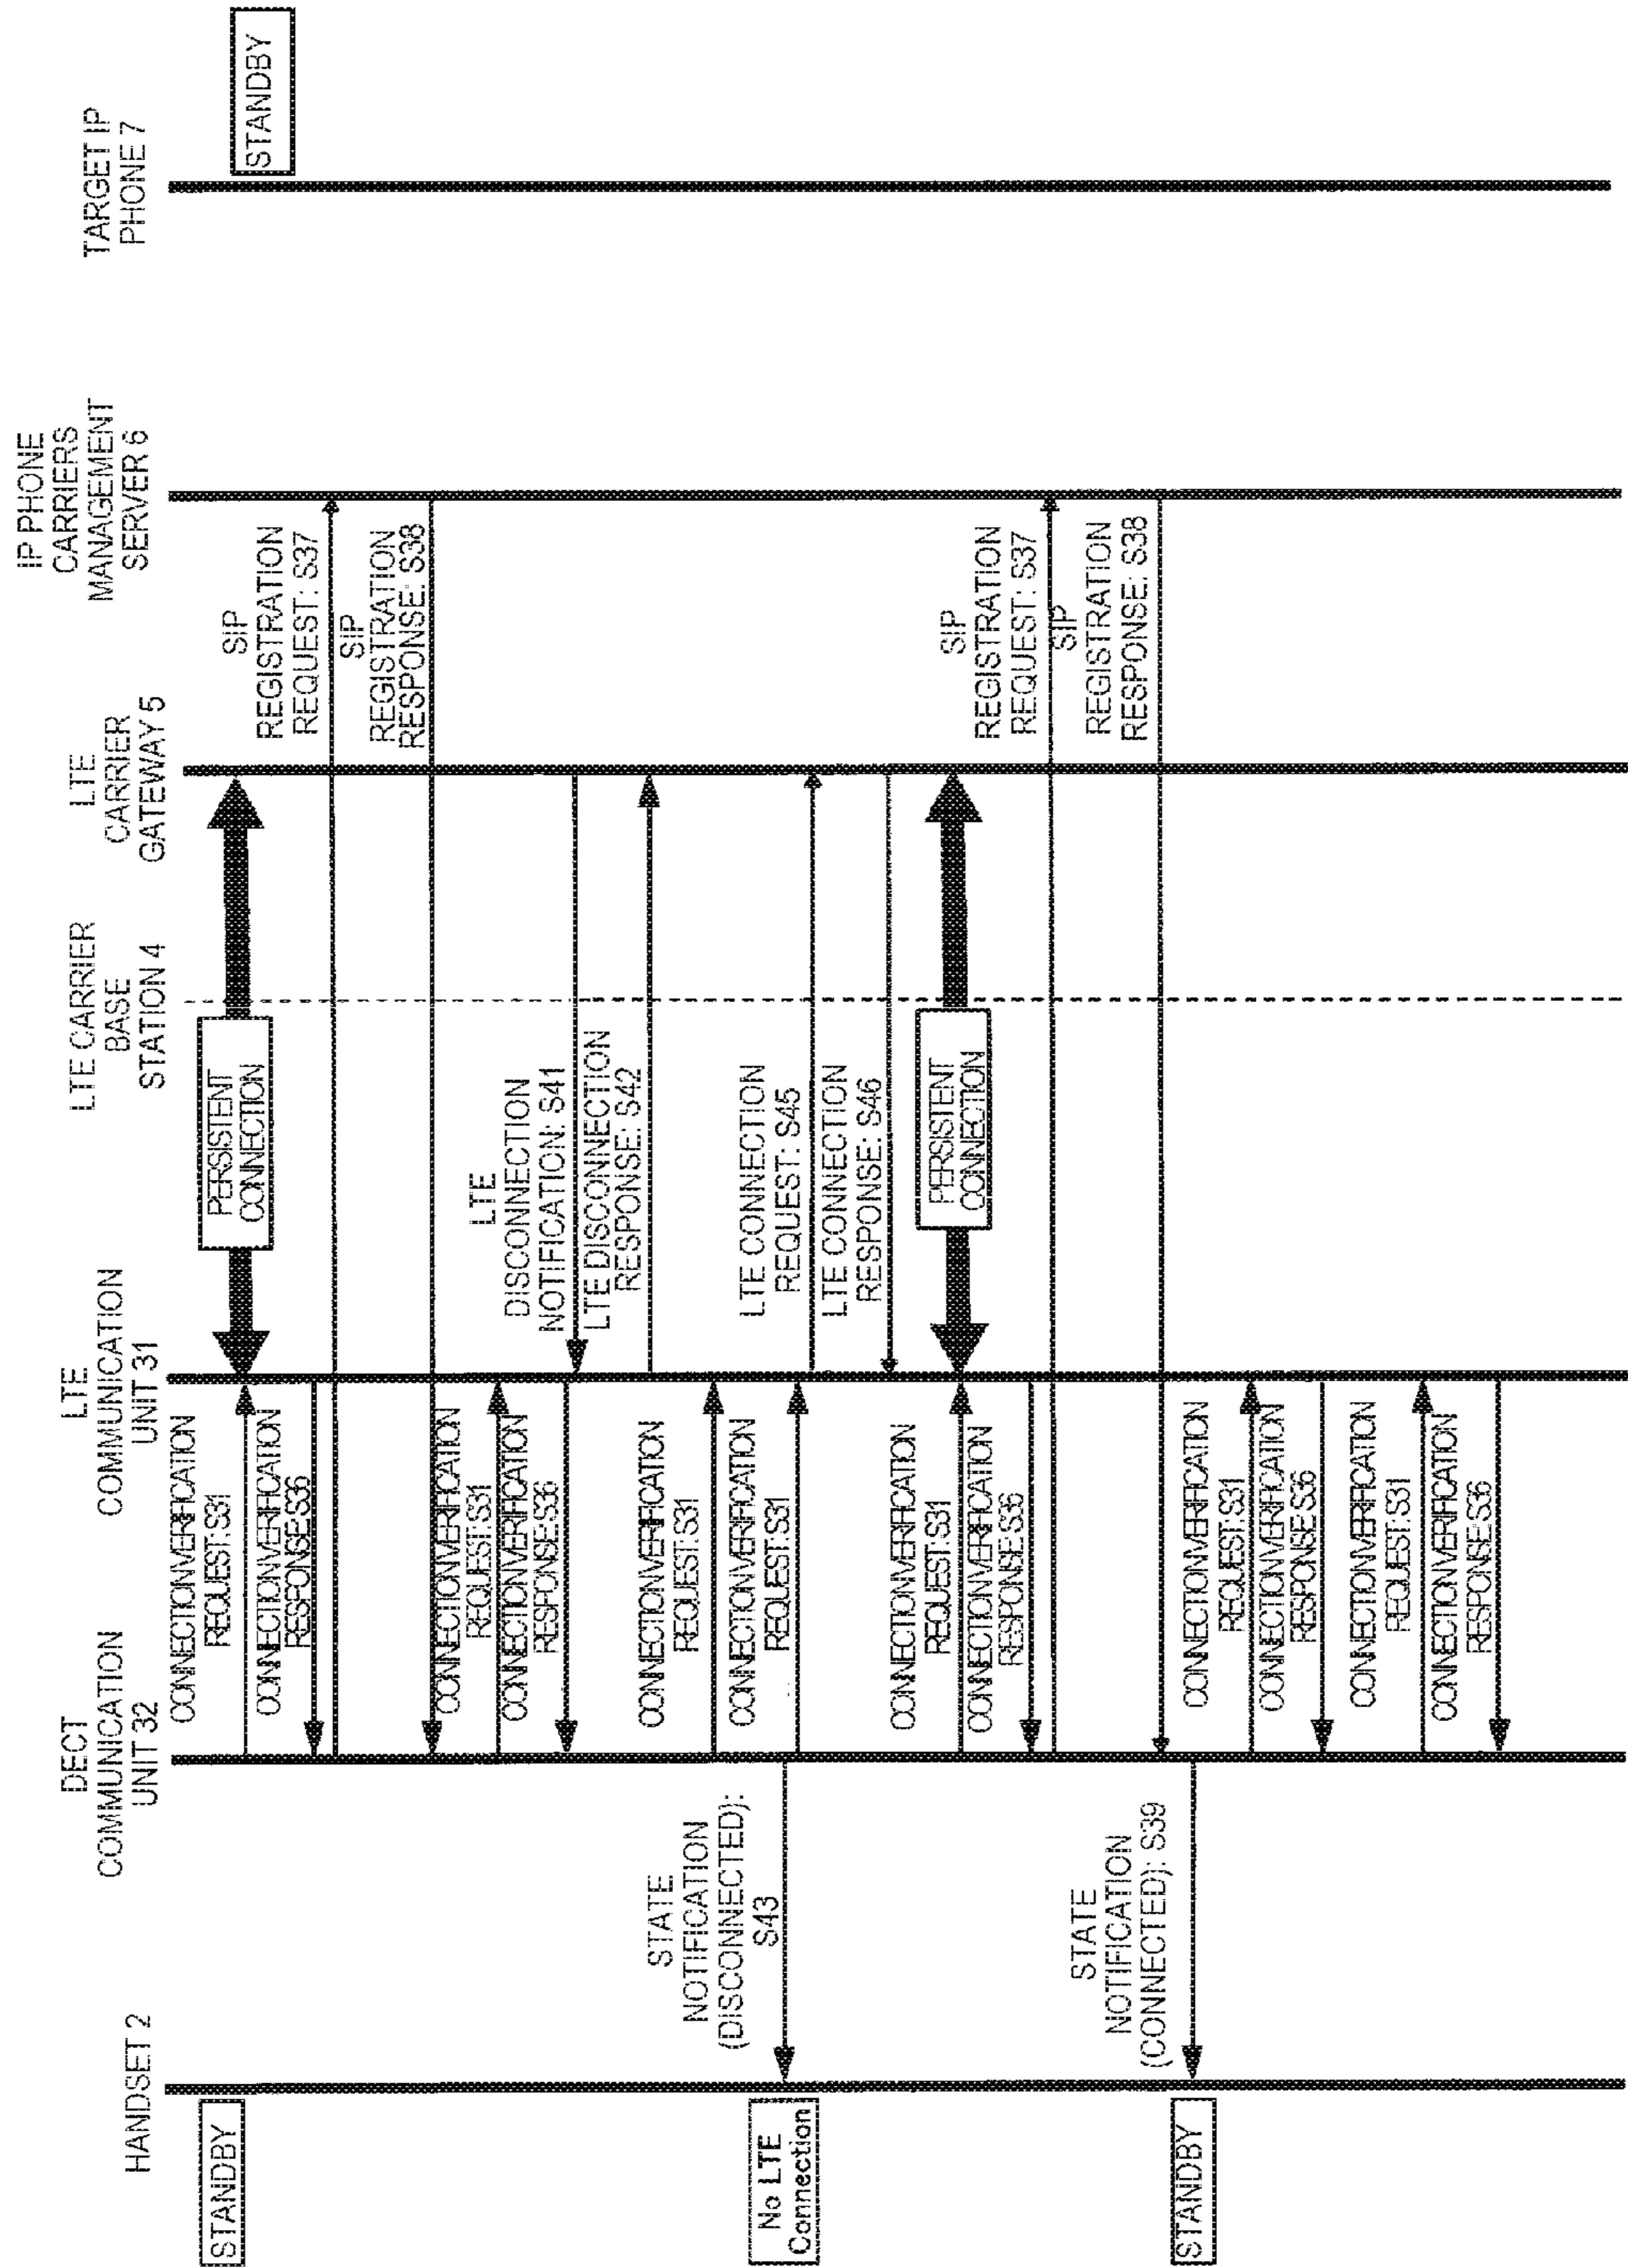 HANDSET 2
DECT
COMMUNICATION
UNIT 32
LTE
COMMUNICATION
UNIT 31
LTE CARRIER
BASE
STATION 4
LTE
CARRIER
GATEWAY 5
IP PHONE
CARRIERS
MANAGEMENT
SERVER 6
TARGET IP
PHONE 7
STANDBY
CONNECTION VERIFICATION
REQUEST: S31
PERSISTENT
CONNECTION
STANDBY
CONNECTION VERIFICATION
RESPONSE: S36
SIP
REGISTRATION
REQUEST: S37
SIP
REGISTRATION
RESPONSE: S38
CONNECTION VERIFICATION
REQUEST: S31
CONNECTION VERIFICATION
RESPONSE: S36
LTE
DISCONNECTION
NOTIFICATION: S41
LTE DISCONNECTION
RESPONSE: S42
CONNECTION VERIFICATION
REQUEST: S31
CONNECTION VERIFICATION
REQUEST: S31
STATE
NOTIFICATION
(DISCONNECTED):
S43
No LTE
Connection
LTE CONNECTION
REQUEST: S45
LTE CONNECTION
RESPONSE: S46
CONNECTION VERIFICATION
REQUEST: S31
PERSISTENT
CONNECTION
CONNECTION VERIFICATION
RESPONSE: S36
SIP
REGISTRATION
REQUEST: S37
SIP
REGISTRATION
RESPONSE: S38
STATE
NOTIFICATION
(CONNECTED): S39
STANDBY
CONNECTION VERIFICATION
REQUEST: S31
CONNECTION VERIFICATION
RESPONSE: S36
CONNECTION VERIFICATION
REQUEST: S31
CONNECTION VERIFICATION
RESPONSE: S36